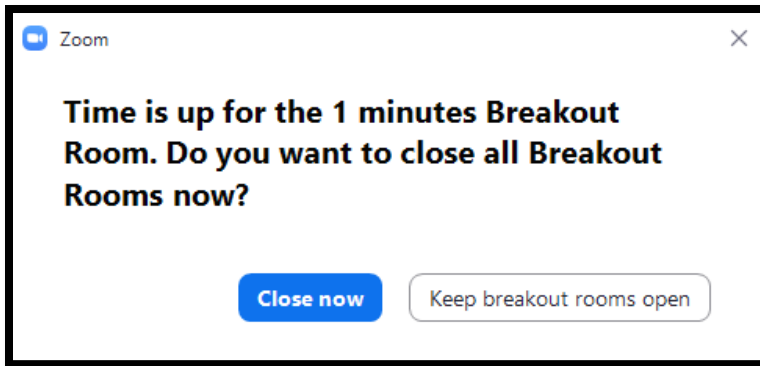 Zoom
Time is up for the 1 minutes Breakout
Room. Do you want to close all Breakout
Rooms now?
Close now
Keep breakout rooms open